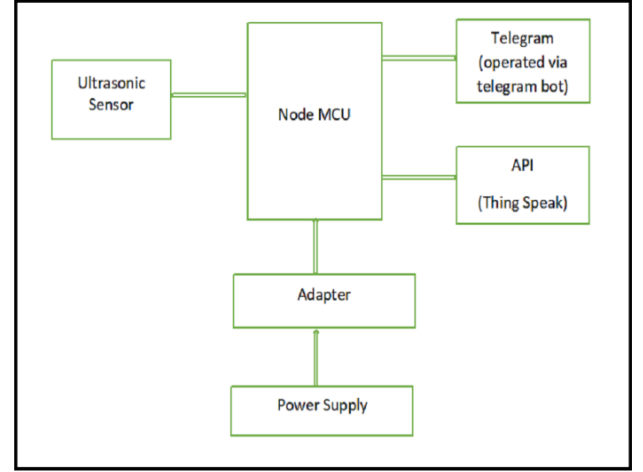 Ultrasonic
Sensor
Node MCU
Telegram
(operated via
telegram bot)
API
(Thing Speak)
Adapter
Power Supply